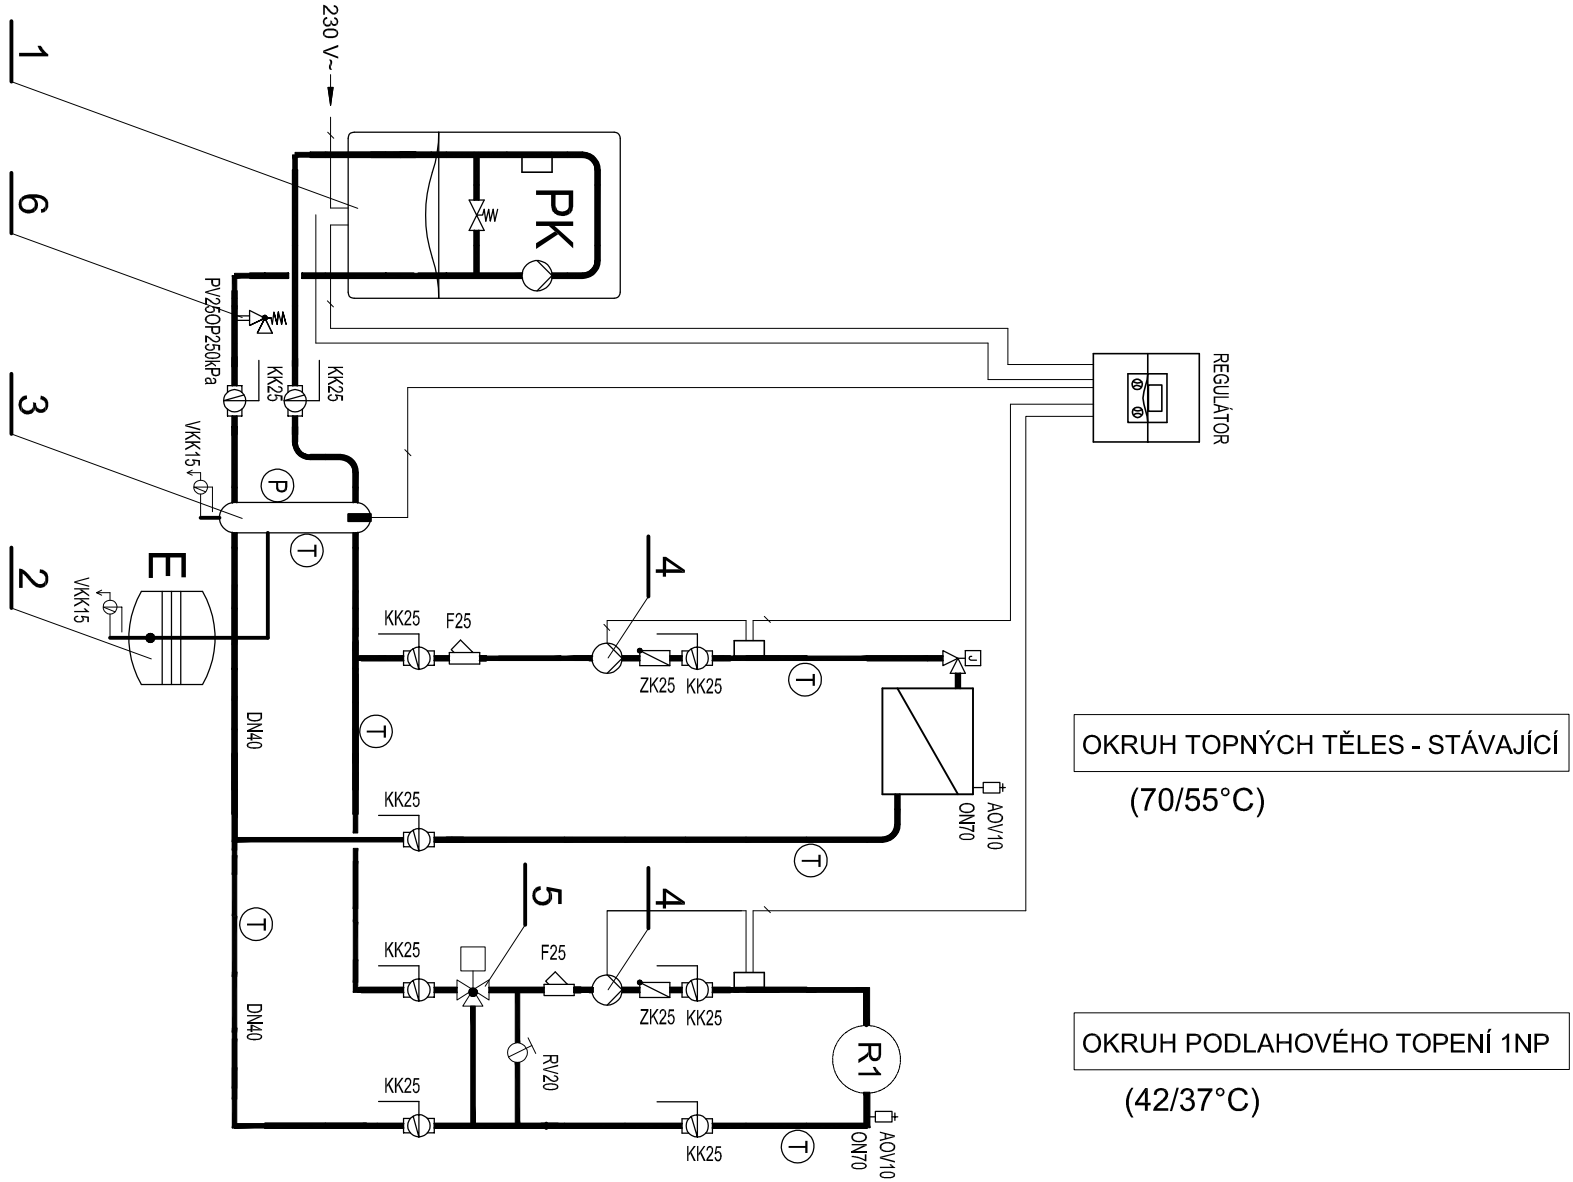 230 V~
1
6
3
2
PK
PV25OP250kPa
KK25
KK25
REGULÁTOR
VKK15
P
T
E
VKK15
4
KK25
F25
ZK25
KK25
T
J
T
DN40
OKRUH TOPNÝCH TĚLES - STÁVAJÍCÍ
(70/55°C)
AOV10
ON70
KK25
T
5
4
T
DN40
KK25
F25
ZK25
KK25
RV20
R1
OKRUH PODLAHOVÉHO TOPENÍ 1NP
(42/37°C)
KK25
KK25
T
AOV10
ON70